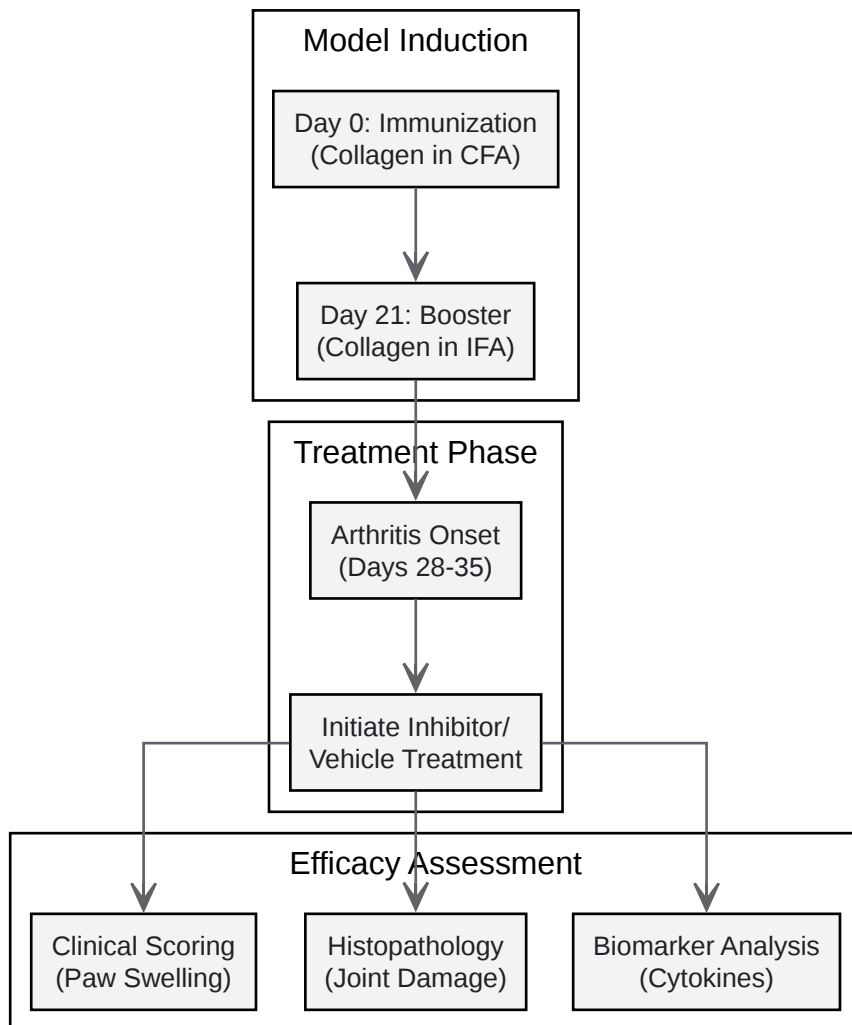 Model Induction
Day 0: Immunization
(Collagen in CFA)
Day 21: Booster
(Collagen in IFA)
Treatment Phase
Arthritis Onset
(Days 28-35)
Initiate Inhibitor/
Vehicle Treatment
Efficacy Assessment
Clinical Scoring
(Paw Swelling)
Histopathology
(Joint Damage)
Biomarker Analysis
(Cytokines)